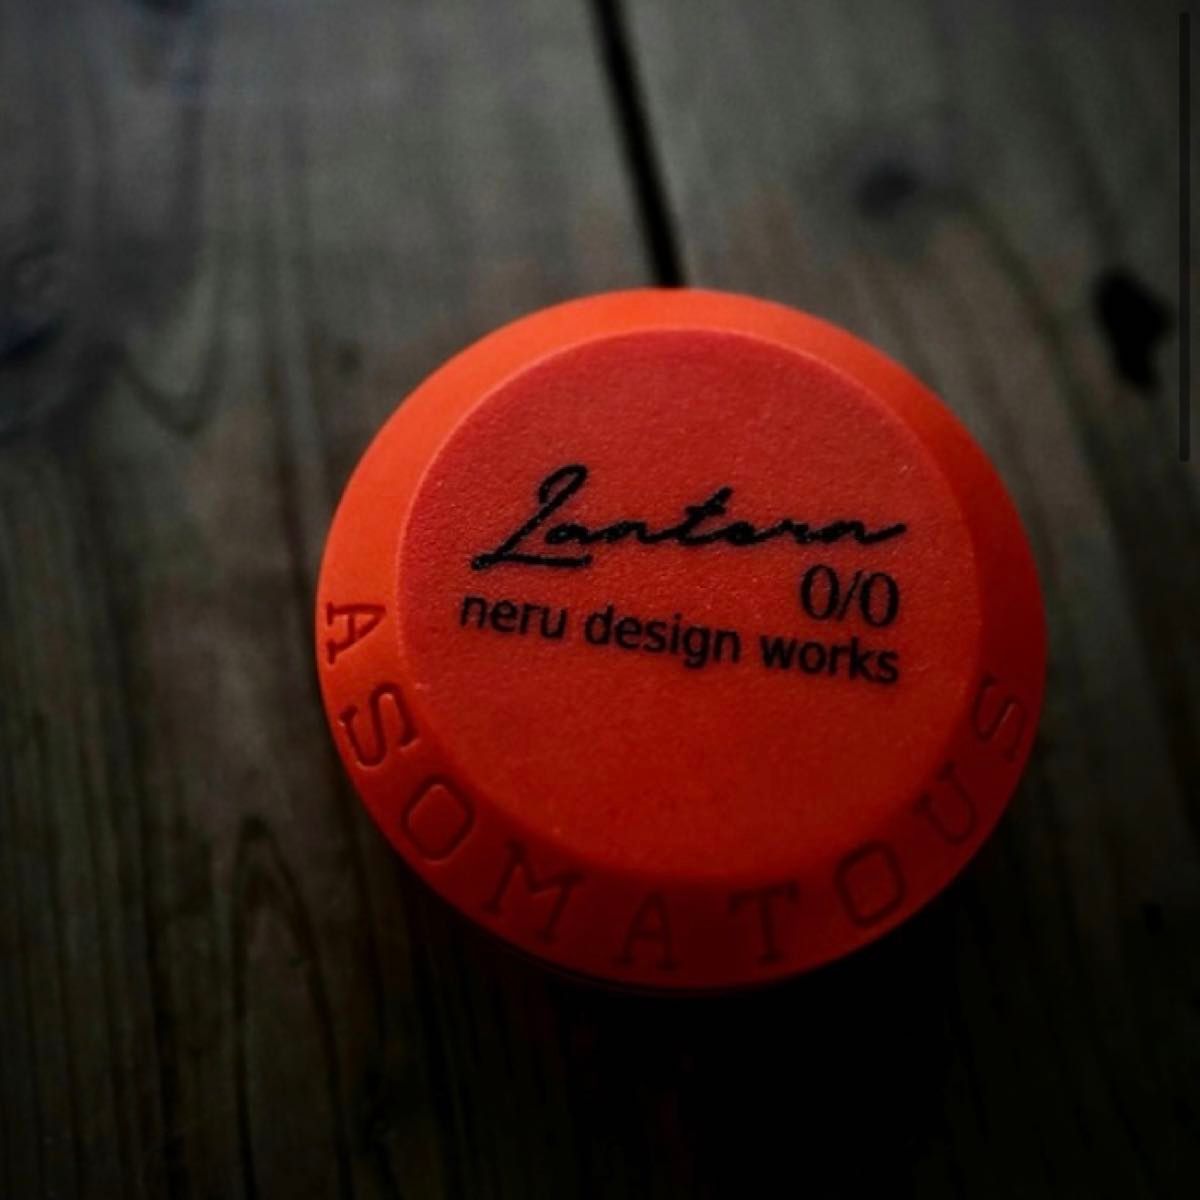 Lantern
0/0
neru design works
ASOMATOUS